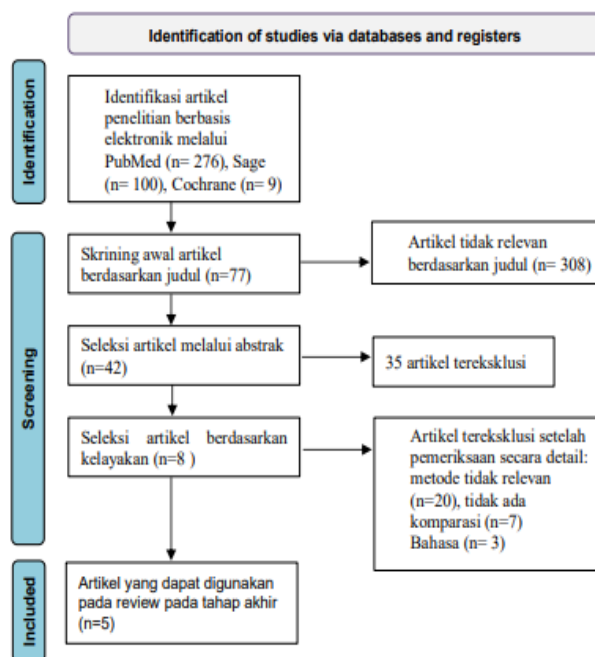 Identification of studies via databases and registers
Identification
Identifikasi artikel
penelitian berbasis
elektronik melalui
PubMed (n= 276), Sage
(n= 100), Cochrane (n= 9)
Screening
Skrining awal artikel
berdasarkan judul (n=77)
Artikel tidak relevan
berdasarkan judul (n= 308)
Seleksi artikel melalui abstrak
(n=42)
35 artikel tereksklusi
Seleksi artikel berdasarkan
kelayakan (n=8 )
Artikel tereksklusi setelah
pemeriksaan secara detail:
metode tidak relevan
(n=20), tidak ada
komparasi (n=7)
Bahasa (n= 3)
Included
Artikel yang dapat digunakan
pada review pada tahap akhir
(n=5)